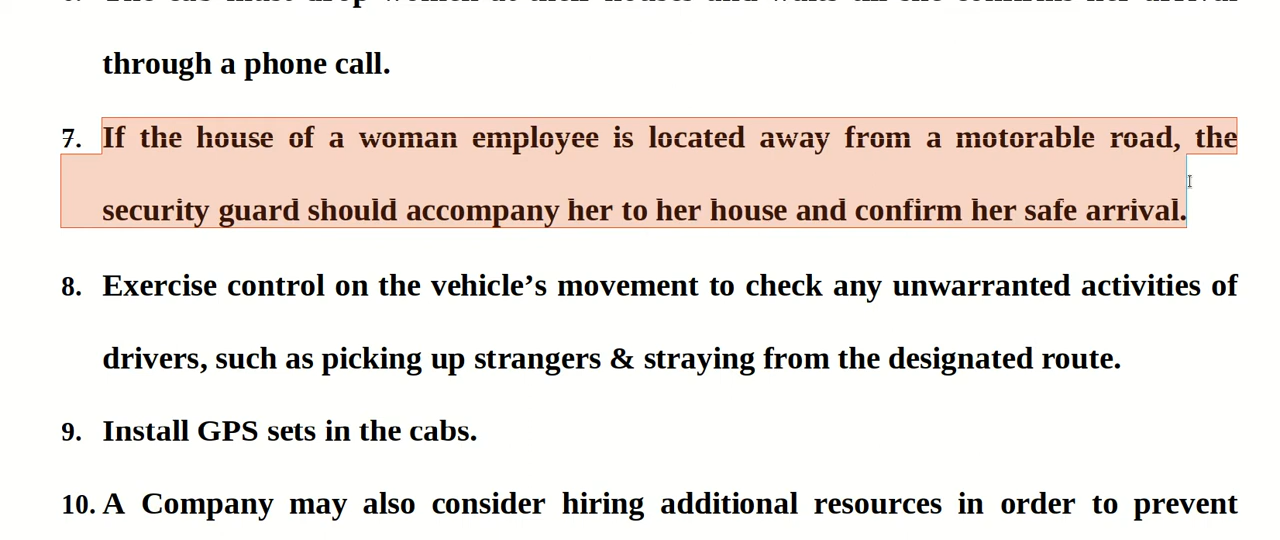 through a phone call.
7. If the house of a woman employee is located away from a motorable road, the
security guard should accompany her to her house and confirm her safe arrival.
8. Exercise control on the vehicle’s movement to check any unwarranted activities of
drivers, such as picking up strangers & straying from the designated route.
9. Install GPS sets in the cabs.
10. A Company may also consider hiring additional resources in order to prevent